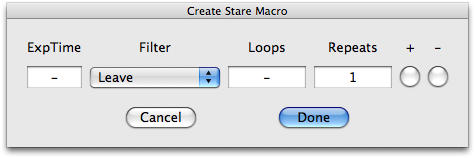 Create Stare Macro
ExpTime Filter Loops Repeats + -
- Leave - 1
Cancel Done